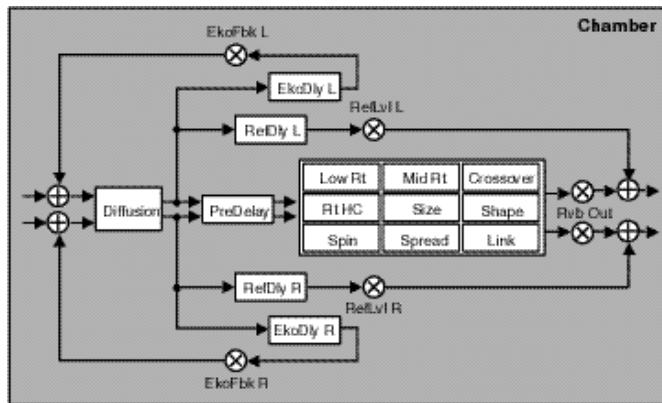 Chamber
EkoFbk L
EkoDly L
RefLvl L
RefDly L
Low Rt Mid Rt Crossover
Diffusion PreDelay Rt HC Size Shape Rvb Out
Spin Spread Link
RefDly R
RefLvl R
EkoDly R
EkoFbk R